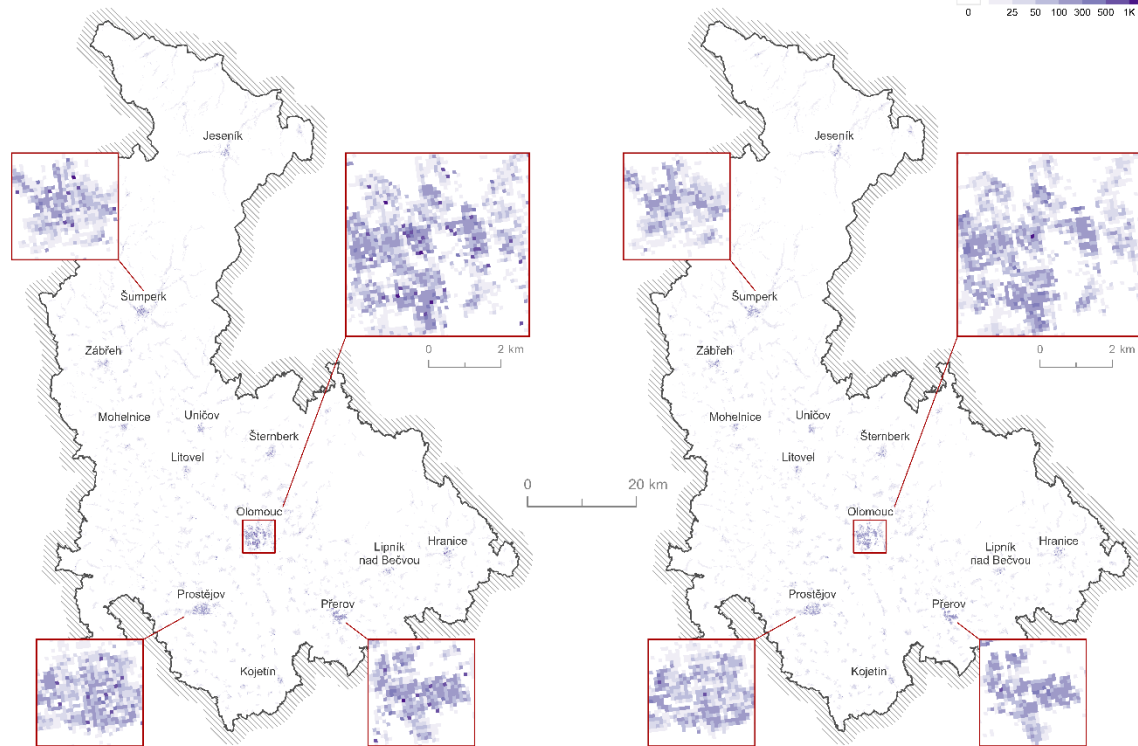 0 25 50 100 300 500 1K
Jeseník
Šumperk
0 2 km
Zábřeh
Mohelnice
Uničov
Šternberk
Litovel
0 20 km
Olomouc
Lipník
nad Bečvou
Hranice
Prostějov
Přerov
Kojetín
Jeseník
Šumperk
0 2 km
Zábřeh
Mohelnice
Uničov
Šternberk
Litovel
Olomouc
Lipník
nad Bečvou
Hranice
Prostějov
Přerov
Kojetín